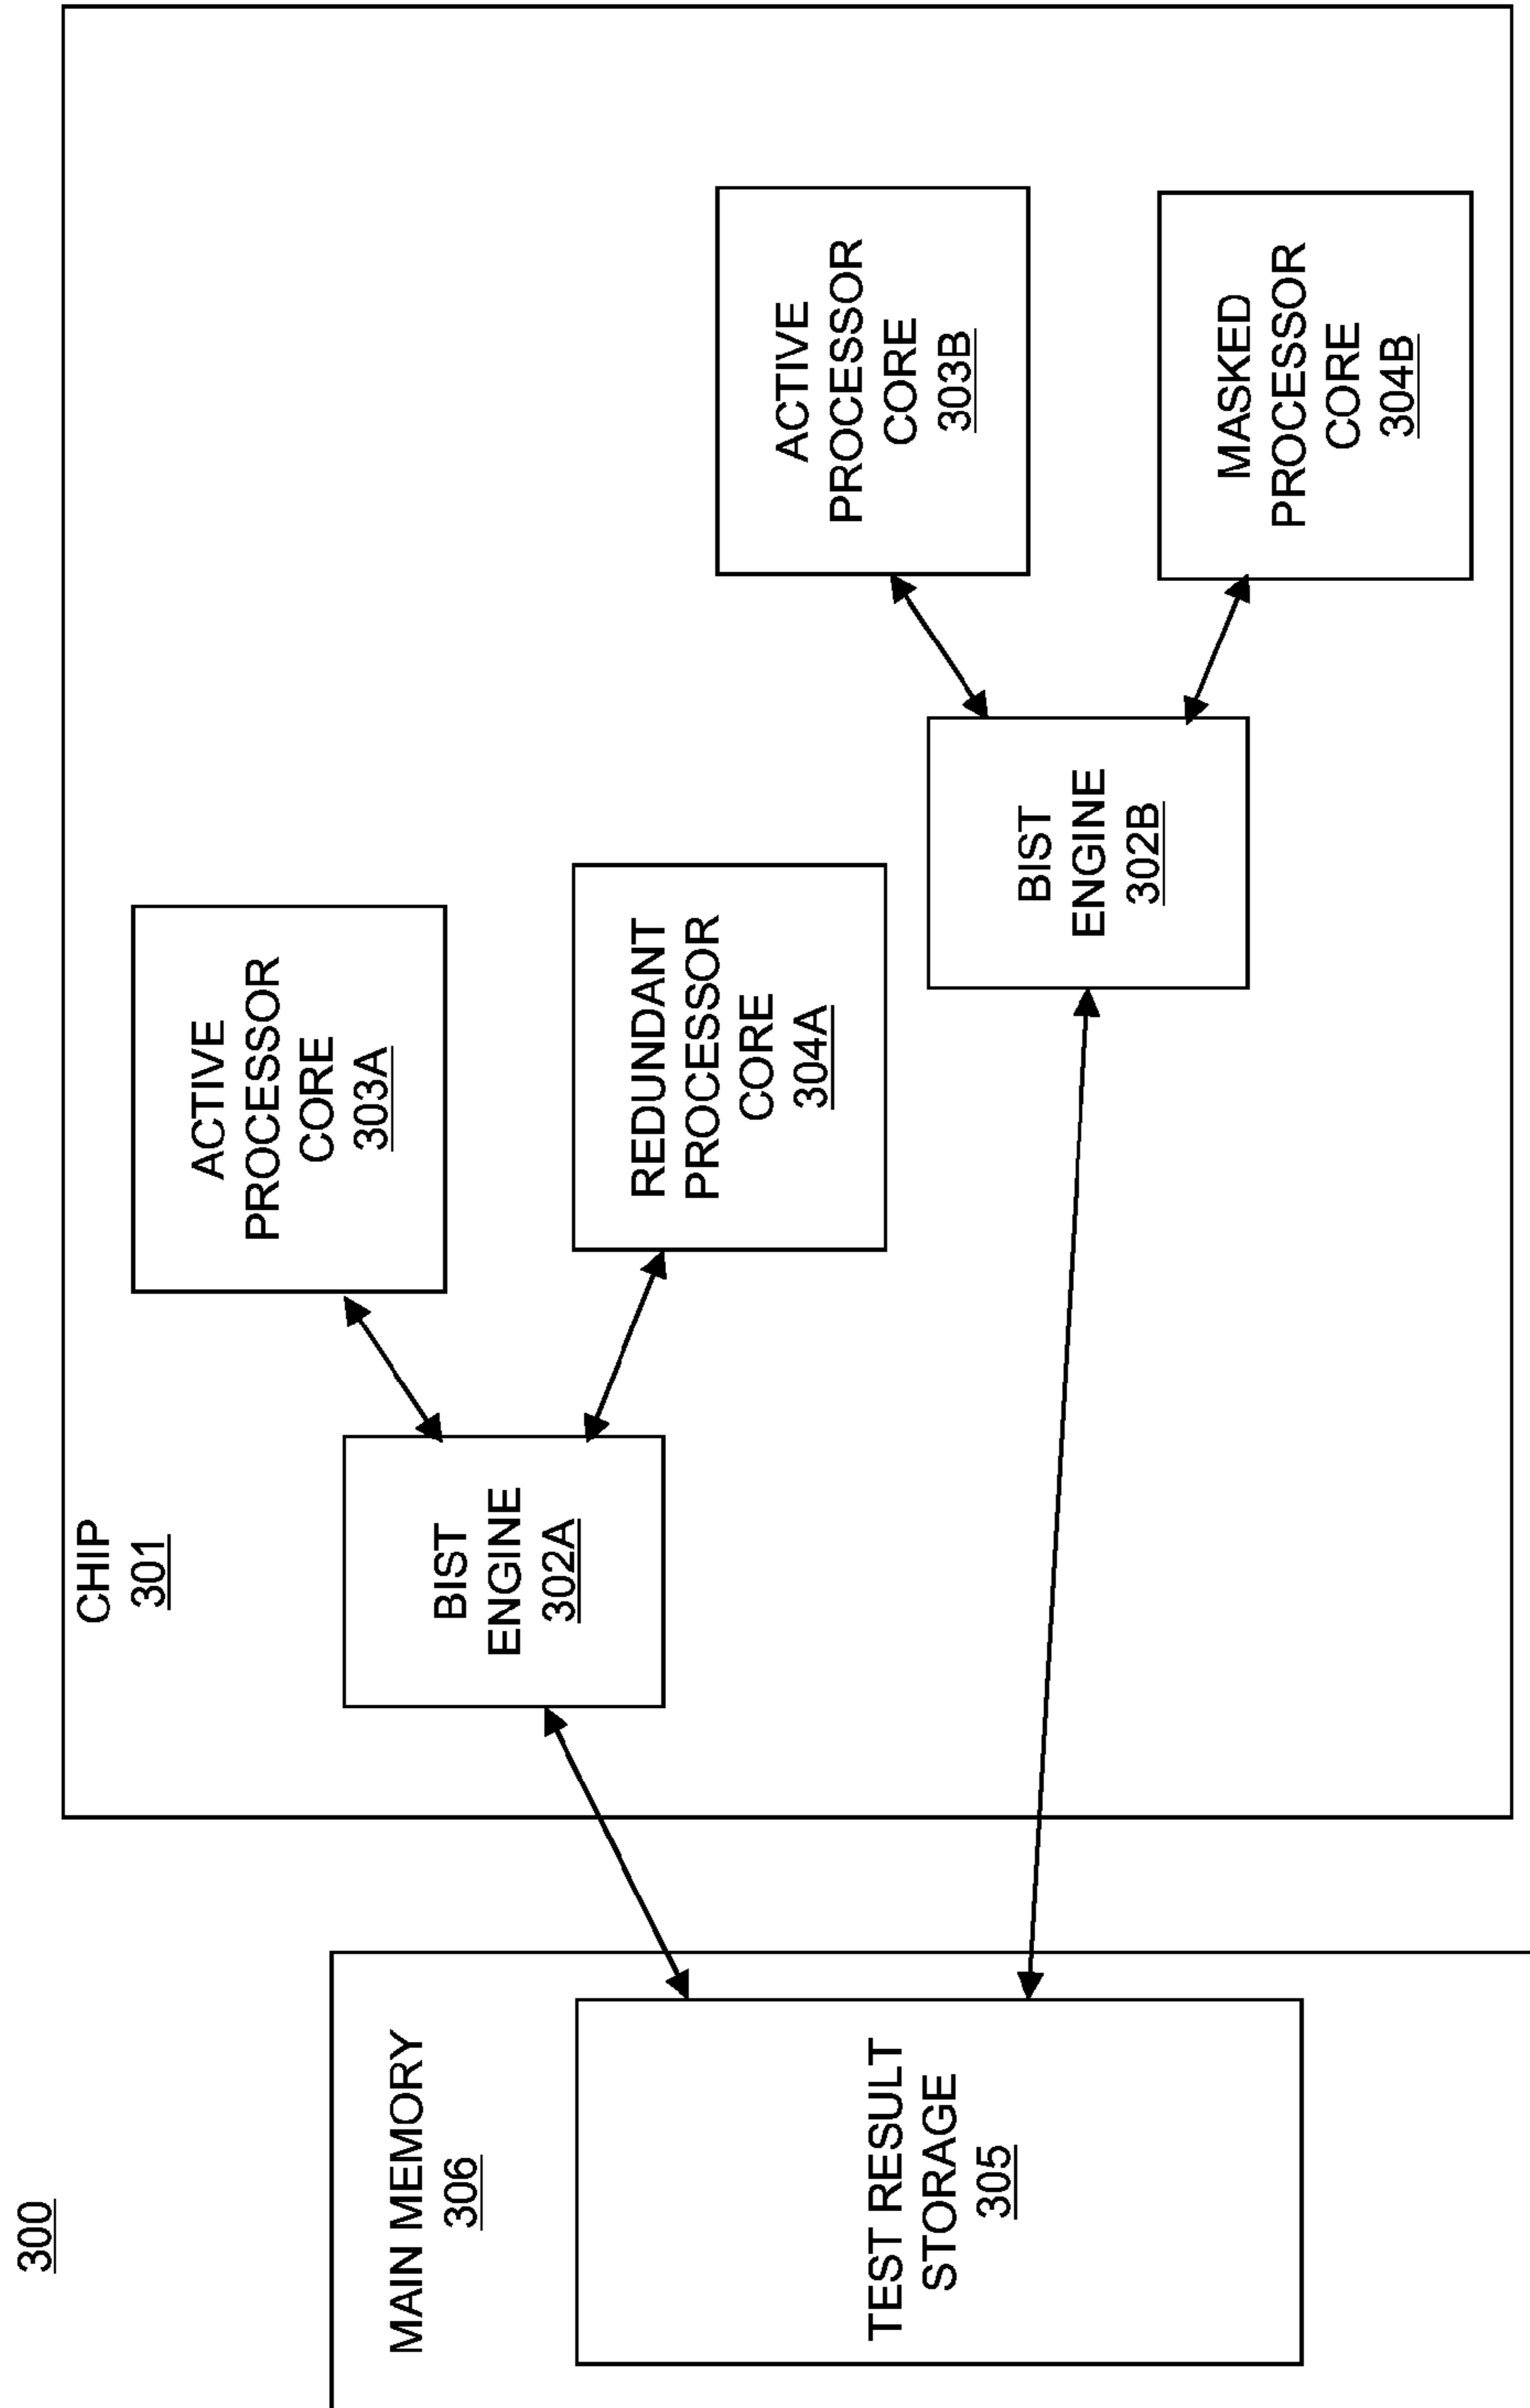 300
MAIN MEMORY
306
TEST RESULT
STORAGE
305
CHIP
301
BIST
ENGINE
302A
ACTIVE
PROCESSOR
CORE
303A
REDUNDANT
PROCESSOR
CORE
304A
BIST
ENGINE
302B
ACTIVE
PROCESSOR
CORE
303B
MASKED
PROCESSOR
CORE
304B